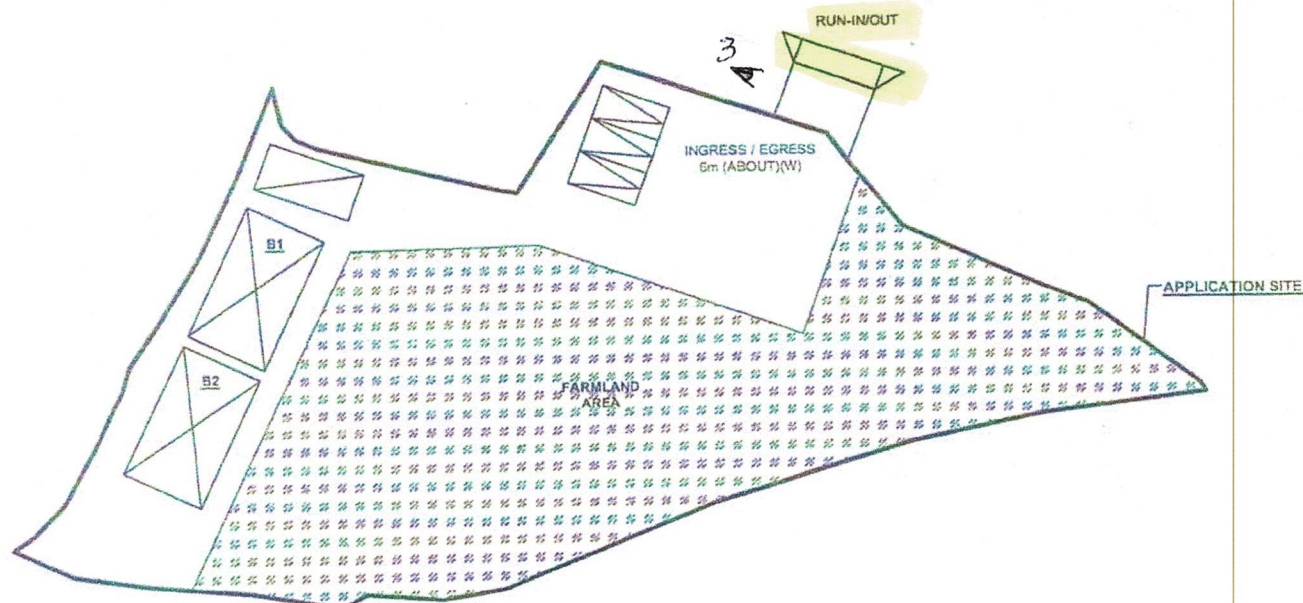 RUN-IN/OUT
3
INGRESS / EGRESS
6m (ABOUT)(W)
B1
APPLICATION SITE
B2
FARMLAND
AREA